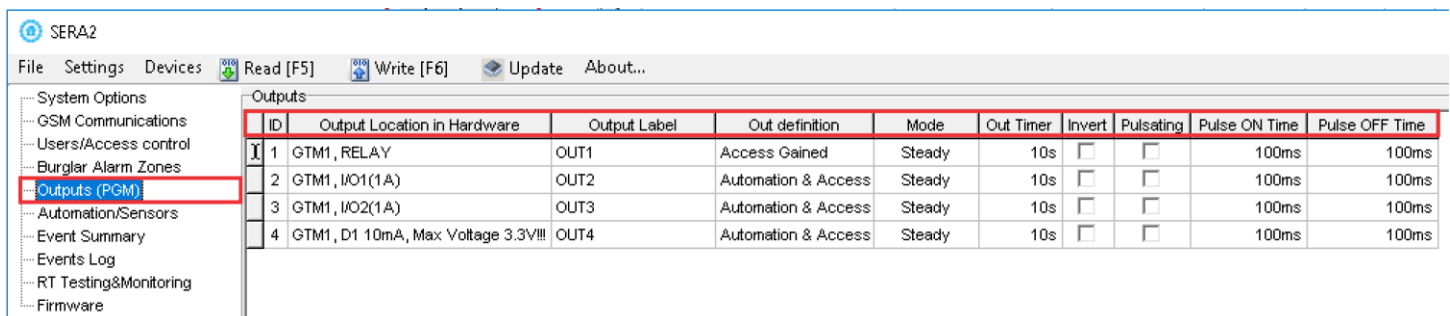 SERA2
File Settings Devices Read [F5] Write [F6] Update About...
System Options
GSM Communications
Users/Access control
Burglar Alarm Zones
Outputs (PGM)
Automation/Sensors
Event Summary
Events Log
RT Testing&Monitoring
Firmware
Outputs
ID Output Location in Hardware Output Label Out definition Mode Out Timer Invert Pulsating Pulse ON Time Pulse OFF Time
1 GTM1, RELAY OUT1 Access Gained Steady 10s 100ms 100ms
2 GTM1, I/O1(1A) OUT2 Automation & Access Steady 10s 100ms 100ms
3 GTM1, I/O2(1A) OUT3 Automation & Access Steady 10s 100ms 100ms
4 GTM1, D1 10mA, Max Voltage 3.3V!!! OUT4 Automation & Access Steady 10s 100ms 100ms